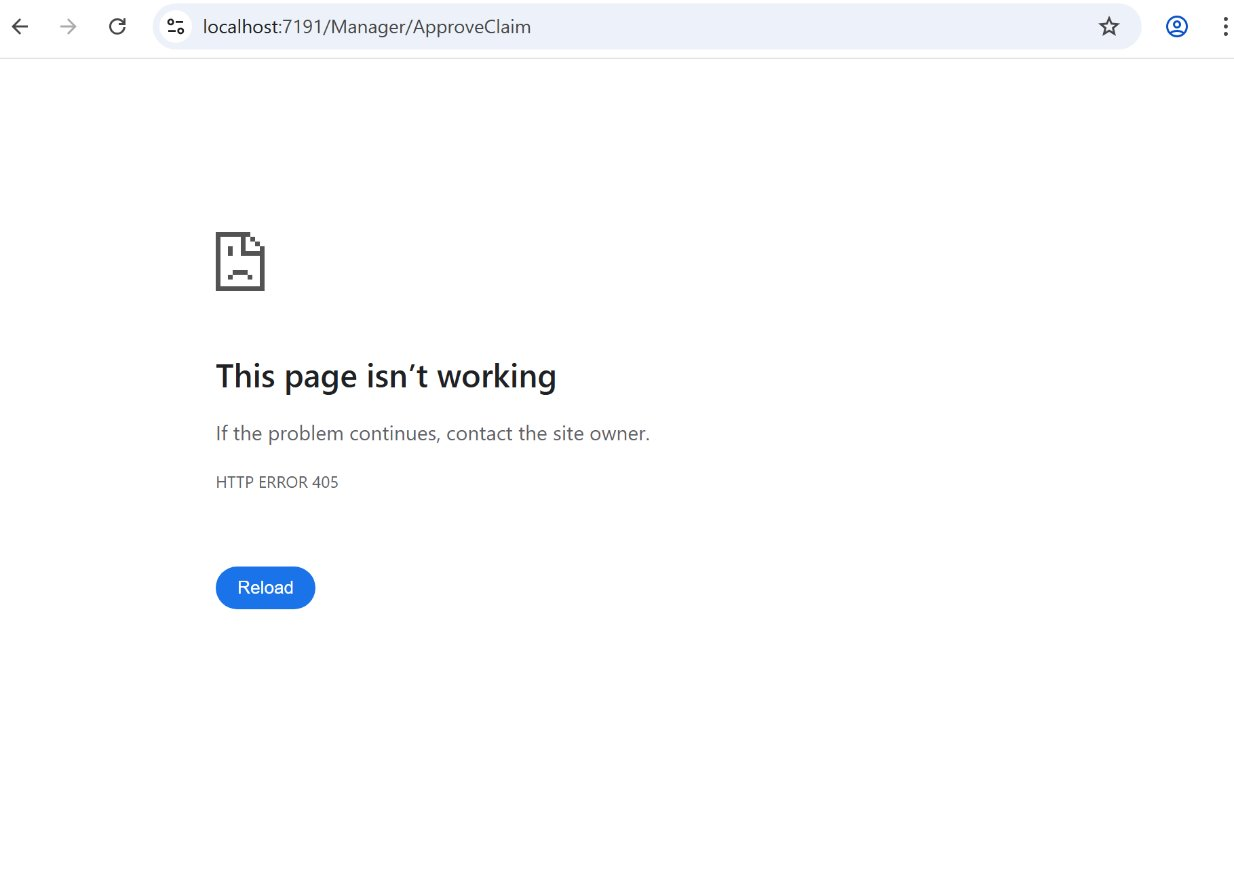 localhost:7191/Manager/ApproveClaim
This page isn’t working
If the problem continues, contact the site owner.
HTTP ERROR 405
Reload